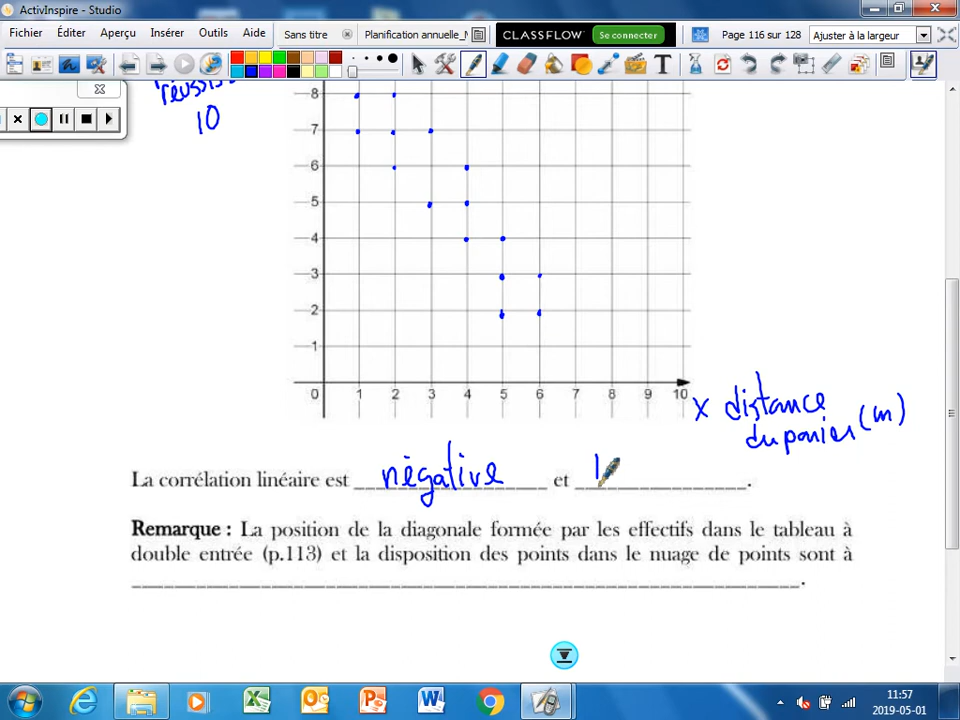 ActivInspire - Studio
Fichier Éditer Aperçu Insérer Outils Aide Sans titre Planification annuelle_N CLASSFLOW Se connecter Page 116 sur 128 Ajuster à la largeur
réussis
10
8
7
6
5
4
3
2
1
0 1 2 3 4 5 6 7 8 9 10
x distance
du panier (m)
La corrélation linéaire est négative et
Remarque : La position de la diagonale formée par les effectifs dans le tableau à
double entrée (p.113) et la disposition des points dans le nuage de points sont à
11:57
2019-05-01